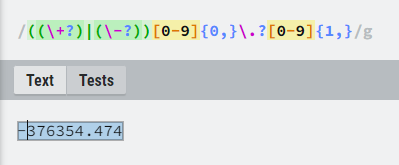 /((\+?)|(\-?))[0-9]{0,}\.?[0-9]{1,}/g
Text Tests
-376354.474